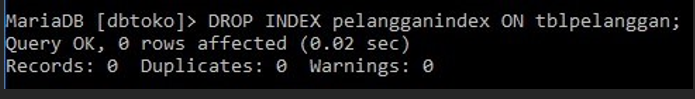 MariaDB [dbtoko]> DROP INDEX pelangganindex ON tblpelanggan;
Query OK, 0 rows affected (0.02 sec)
Records: 0  Duplicates: 0  Warnings: 0